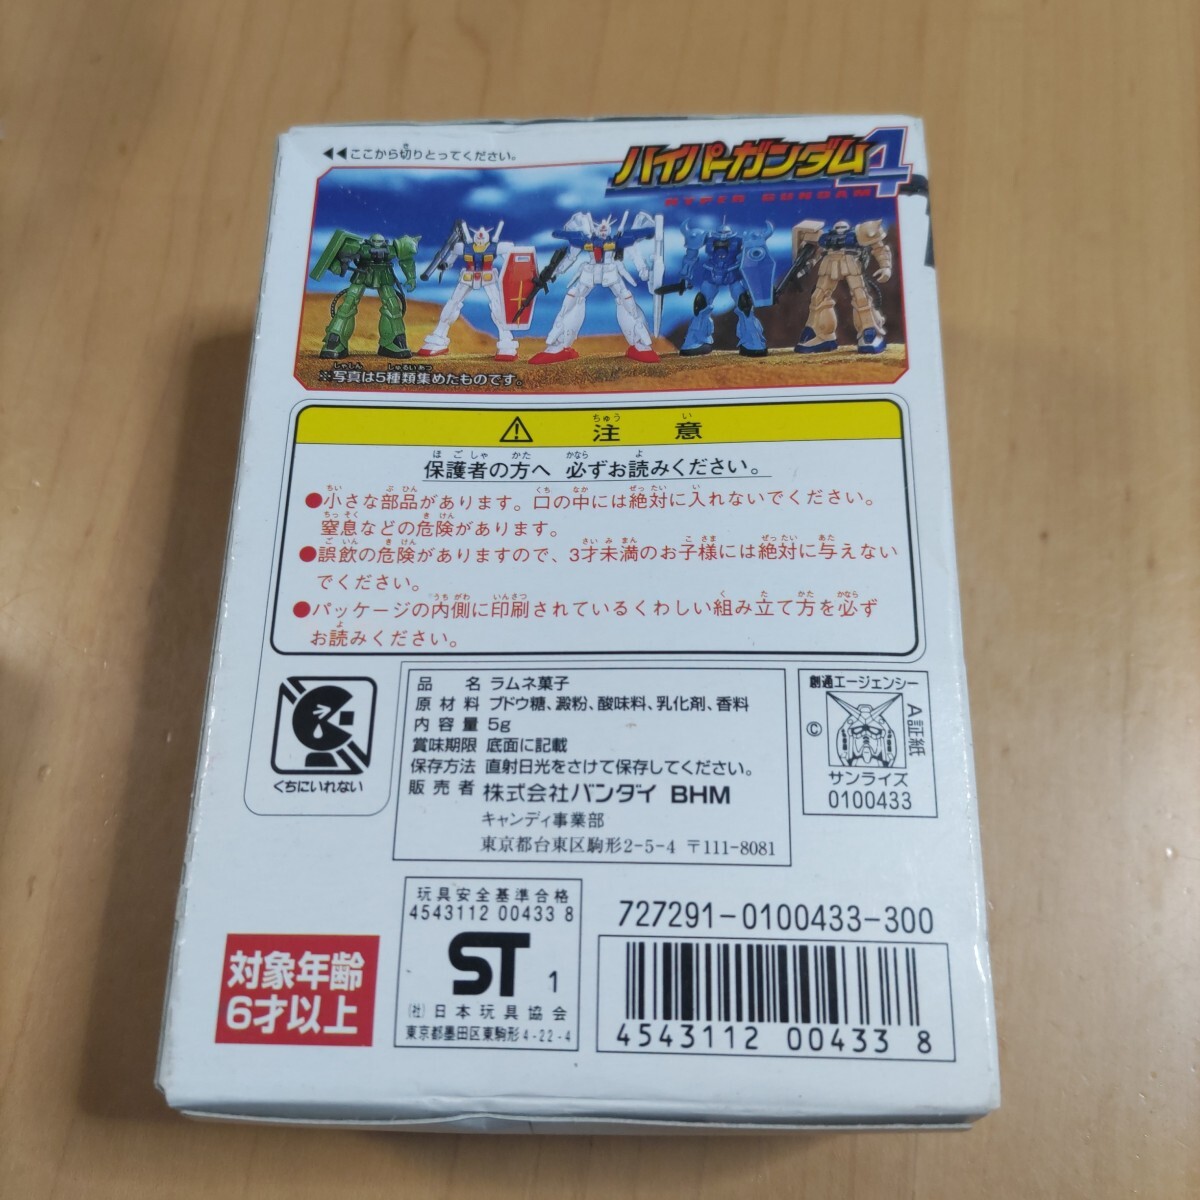 ◀◀ここから切りとってください。
ハイパーガンダム4
HYPER GUNDAM
※写真は5種類集めたものです。
⚠ 注意
保護者の方へ 必ずお読みください。
●小さな部品があります。口の中には絶対に入れないでください。
窒息などの危険があります。
●誤飲の危険がありますので、3才未満のお子様には絶対に与えない
でください。
●パッケージの内側に印刷されているくわしい組み立て方を必ず
お読みください。
くちにいれない
品名 ラムネ菓子
原材料 ブドウ糖、澱粉、酸味料、乳化剤、香料
内容量 5g
賞味期限 底面に記載
保存方法 直射日光をさけて保存してください。
販売者 株式会社バンダイ BHM
キャンディ事業部
東京都台東区駒形2-5-4 〒111-8081
創通エージェンシー
©
A証紙
サンライズ
0100433
対象年齢
6才以上
玩具安全基準合格
4543112 00433 8
ST 1
(社)日本玩具協会
東京都墨田区東駒形4-22-4
727291-0100433-300
4543112 00433 8